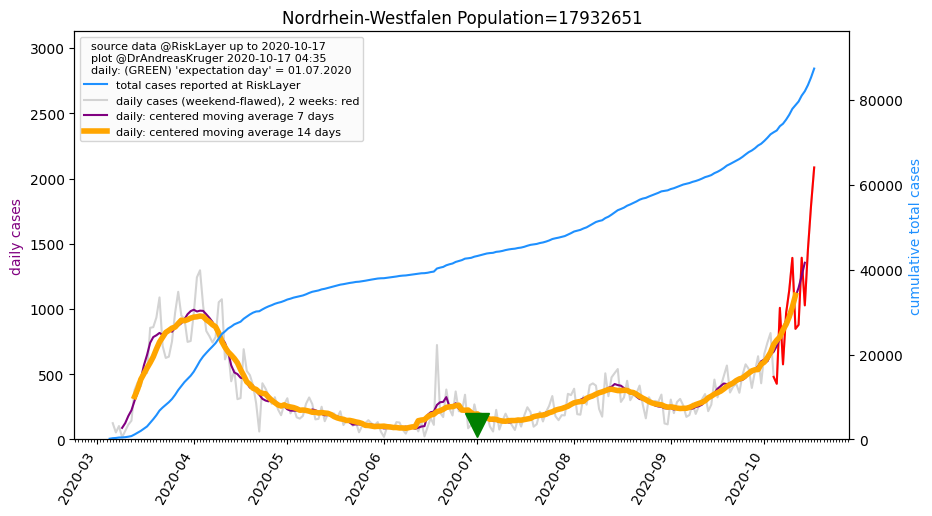 Nordrhein-Westfalen Population=17932651
source data @RiskLayer up to 2020-10-17
plot @DrAndreasKruger 2020-10-17 04:35
daily: (GREEN) 'expectation day' = 01.07.2020
total cases reported at RiskLayer
daily cases (weekend-flawed), 2 weeks: red
daily: centered moving average 7 days
daily: centered moving average 14 days
daily cases
3000
2500
2000
1500
1000
500
0
cumulative total cases
80000
60000
40000
20000
0
2020-03
2020-04
2020-05
2020-06
2020-07
2020-08
2020-09
2020-10